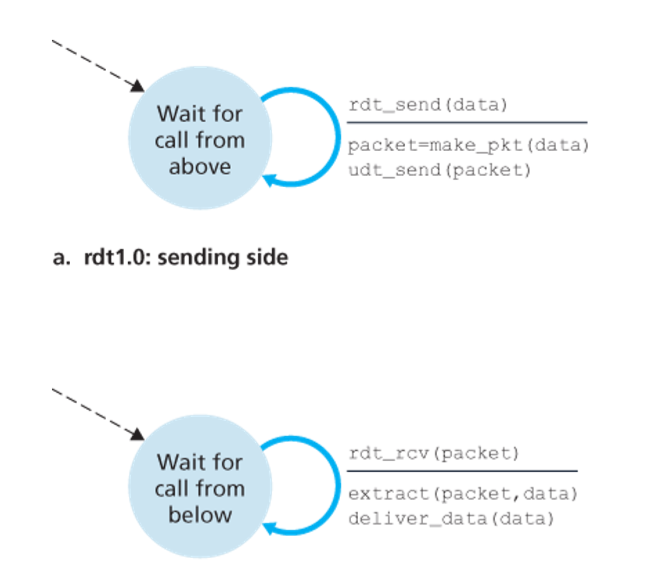 Wait for
call from
above
rdt_send(data)
packet=make_pkt(data)
udt_send(packet)
a. rdt1.0: sending side
Wait for
call from
below
rdt_rcv(packet)
extract(packet,data)
deliver_data(data)